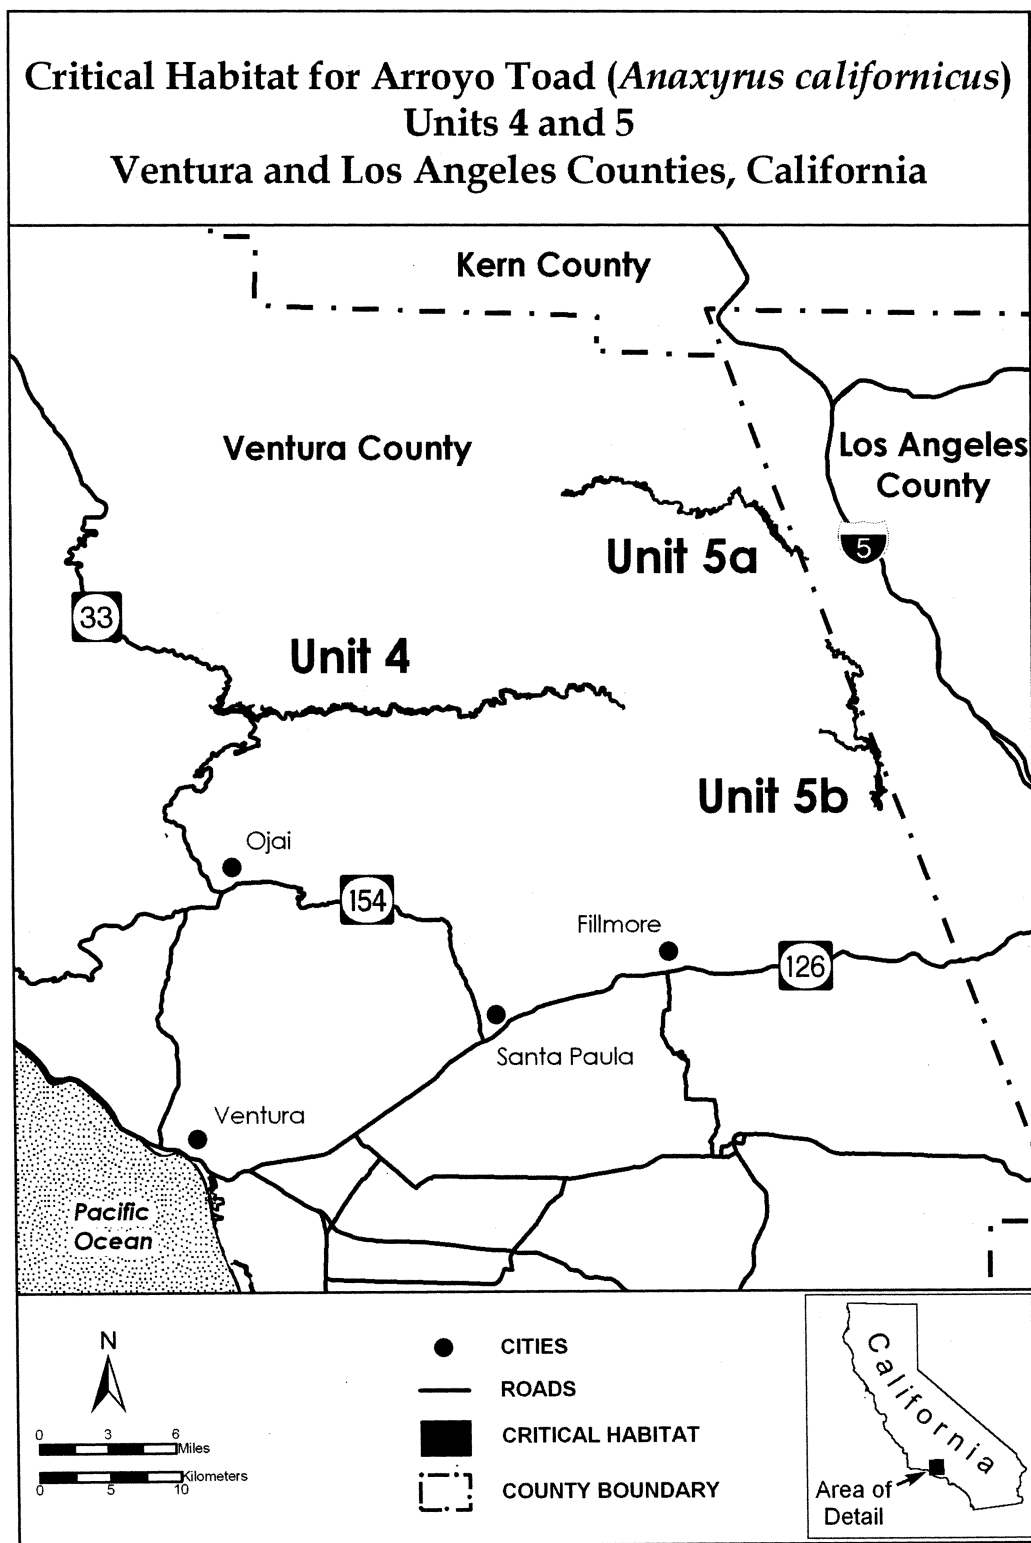 Critical Habitat for Arroyo Toad (Anaxyrus californicus)
Units 4 and 5
Ventura and Los Angeles Counties, California
Kern County
Ventura County
Los Angeles
County
Unit 5a
5
33
Unit 4
Unit 5b
Ojai
154
Fillmore
126
Santa Paula
Ventura
Pacific
Ocean
N
0 3 6
Miles
Kilometers
0 5 10
CITIES
ROADS
CRITICAL HABITAT
COUNTY BOUNDARY
California
Area of
Detail